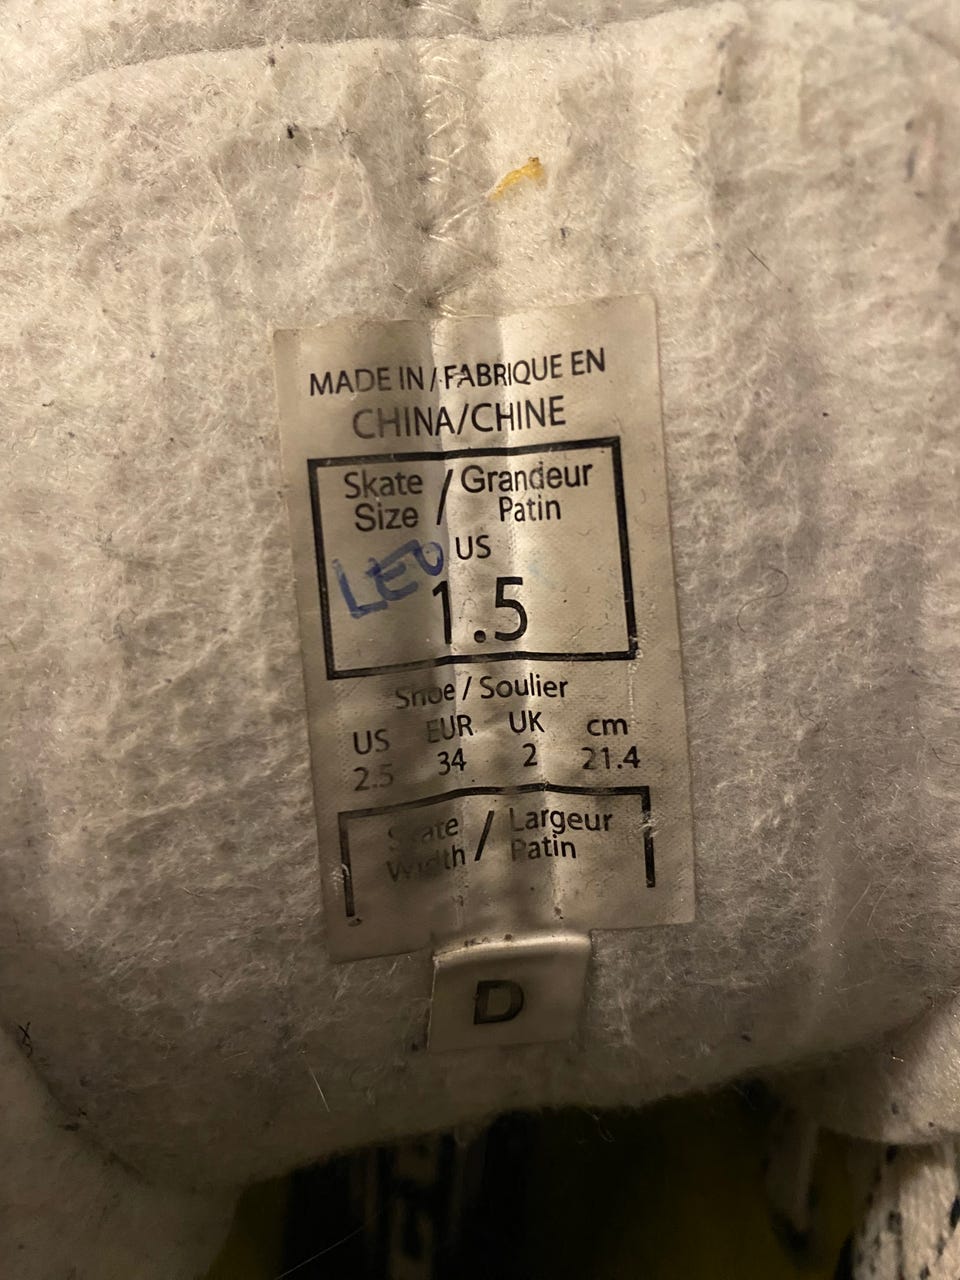 MADE IN / FABRIQUE EN
CHINA/CHINE
Skate Size / Grandeur Patin
LEO US
1.5
Shoe / Soulier
US EUR UK cm
2.5 34 2 21.4
Skate Width / Largeur Patin
D